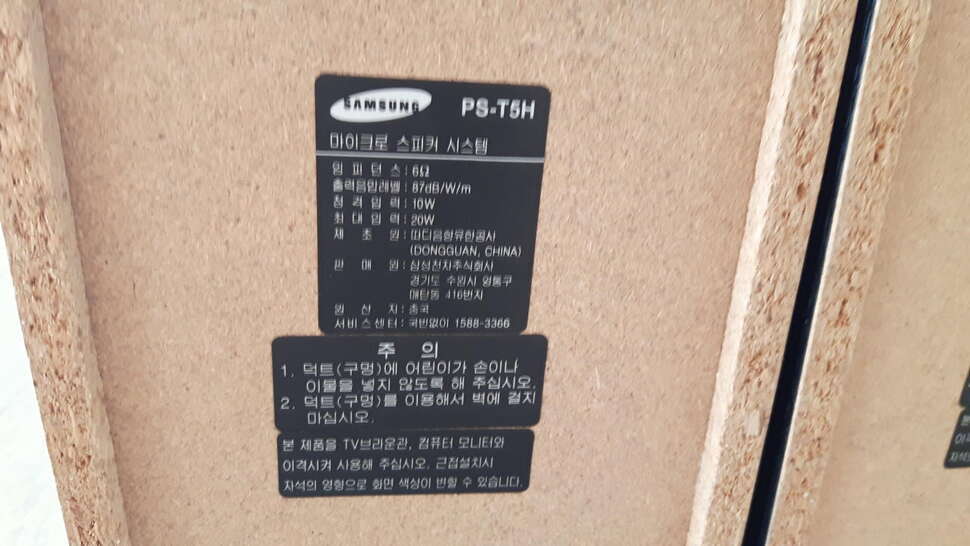 SAMSUNG PS-T5H
마이크로 스피커 시스템
임 피 던 스 : 6Ω
출력음압레벨 : 87dB/W/m
정 격 입 력 : 10W
최 대 입 력 : 20W
제 조 원 : 따디음향유한공사
(DONGGUAN, CHINA)
판 매 원 : 삼성전자주식회사
경기도 수원시 영통구
매탄동 416번지
원 산 지 : 중국
서비스센터 : 국번없이 1588-3366
주 의
1. 덕트(구멍)에 어린이가 손이나
이물을 넣지 않도록 해 주십시오.
2. 덕트(구멍)를 이용해서 벽에 걸지
마십시오.
본 제품을 TV브라운관, 컴퓨터 모니터와
이격시켜 사용해 주십시오. 근접설치시
자석의 영향으로 화면 색상이 변할 수 있습니다.